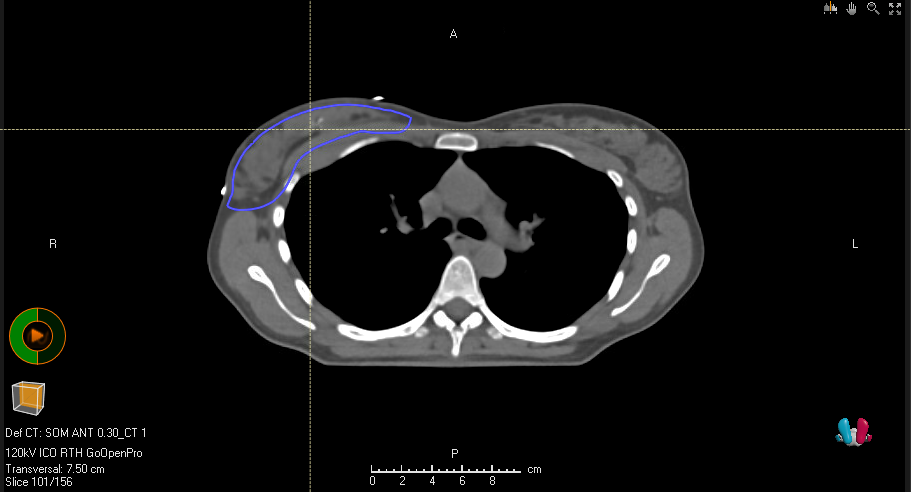 A
R
L
Def CT: SOM ANT 0.30_CT 1
120kV ICO RTH GoOpenPro
Transversal: 7.50 cm
Slice 101/156
P
cm
0 2 4 6 8